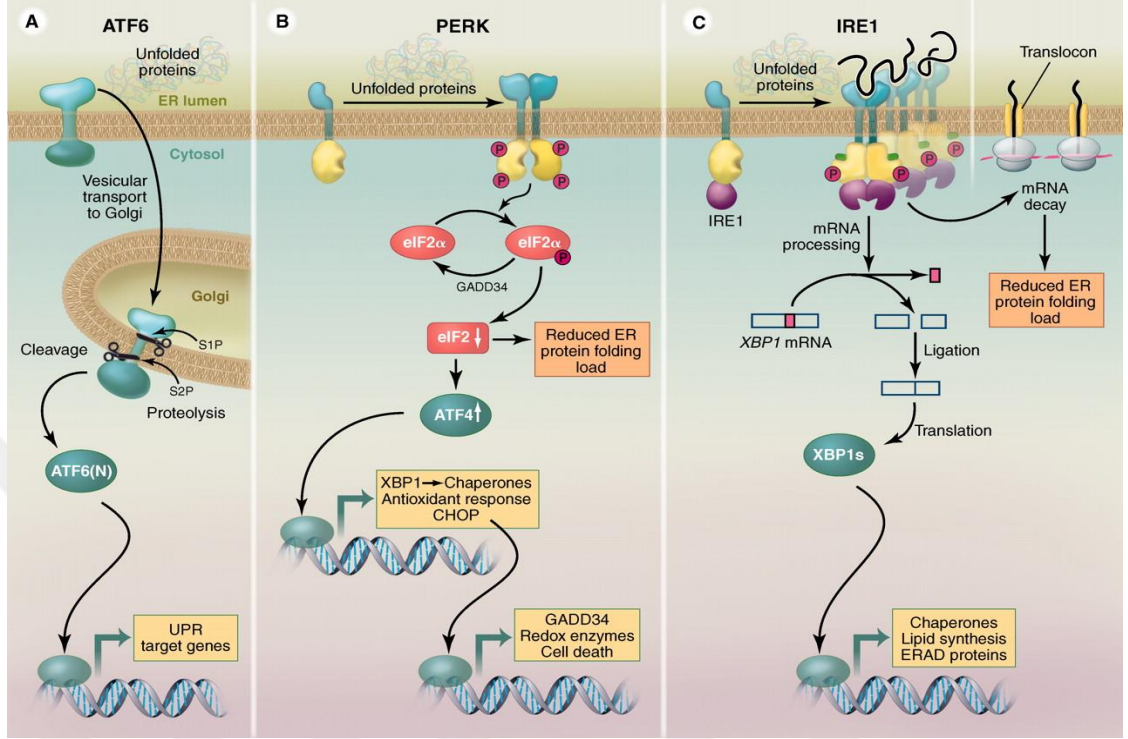 A
ATF6
Unfolded
proteins
ER lumen
Cytosol
Vesicular
transport
to Golgi
Golgi
S1P
Cleavage
S2P
Proteolysis
ATF6(N)
UPR
target genes
B
PERK
Unfolded proteins
P
P
P
P
eIF2α
eIF2α
P
GADD34
eIF2
Reduced ER
protein folding
load
ATF4
XBP1 → Chaperones
Antioxidant response
CHOP
GADD34
Redox enzymes
Cell death
C
IRE1
Unfolded
proteins
Translocon
P
P
P
P
IRE1
mRNA
processing
mRNA
decay
Reduced ER
protein folding
load
XBP1 mRNA
Ligation
Translation
XBP1s
Chaperones
Lipid synthesis
ERAD proteins